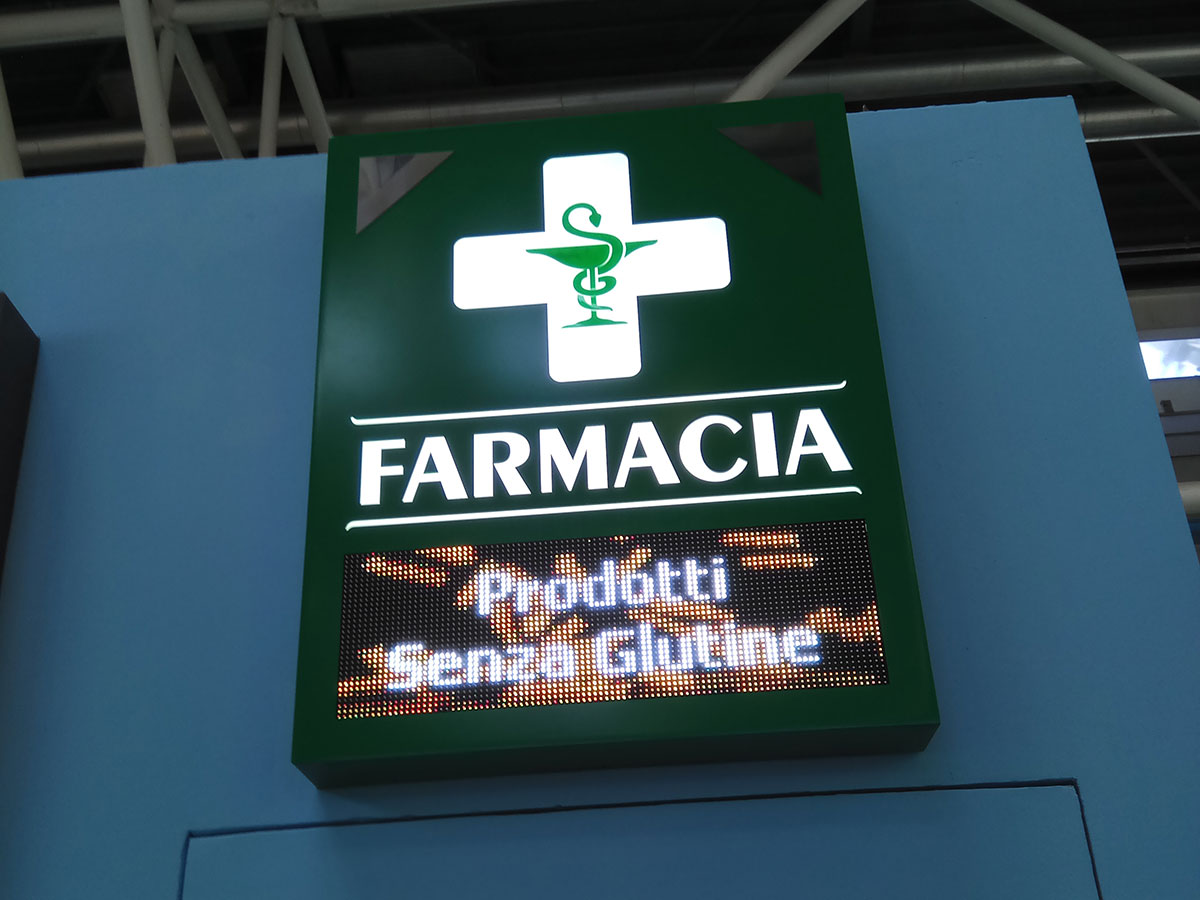 FARMACIA
Prodotti
Senza Glutine